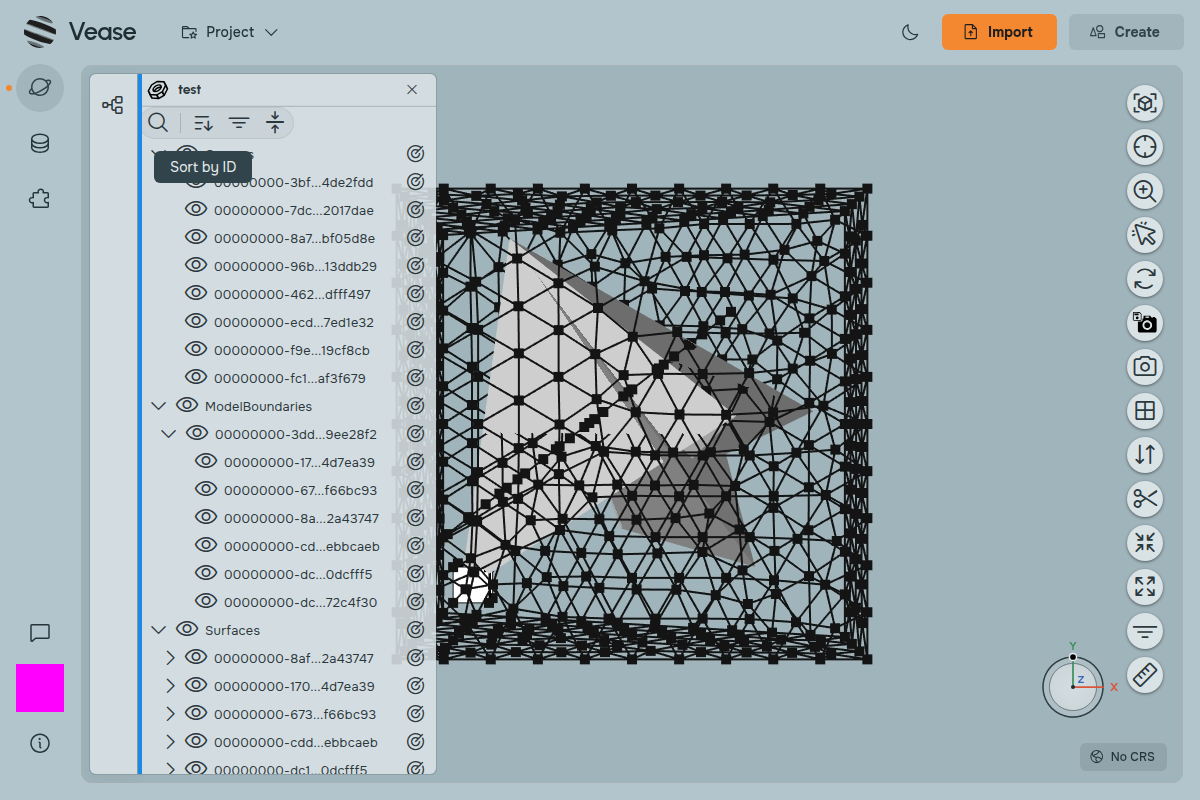 Vease
Project
Import
Create
test
Sort by ID
00000000-3bf...4de2fdd
00000000-7dc...2017dae
00000000-8a7...bf05d8e
00000000-96b...13ddb29
00000000-462...dfff497
00000000-ecd...7ed1e32
00000000-f9e...19cf8cb
00000000-fc1...af3f679
ModelBoundaries
00000000-3dd...9ee28f2
00000000-17...4d7ea39
00000000-67...f66bc93
00000000-8a...2a43747
00000000-cd...ebbcaeb
00000000-dc...0dcfff5
00000000-dc...72c4f30
Surfaces
00000000-8af...2a43747
00000000-170...4d7ea39
00000000-673...f66bc93
00000000-cdd...ebbcaeb
00000000-dc1...0dcfff5
Y
Z
X
No CRS